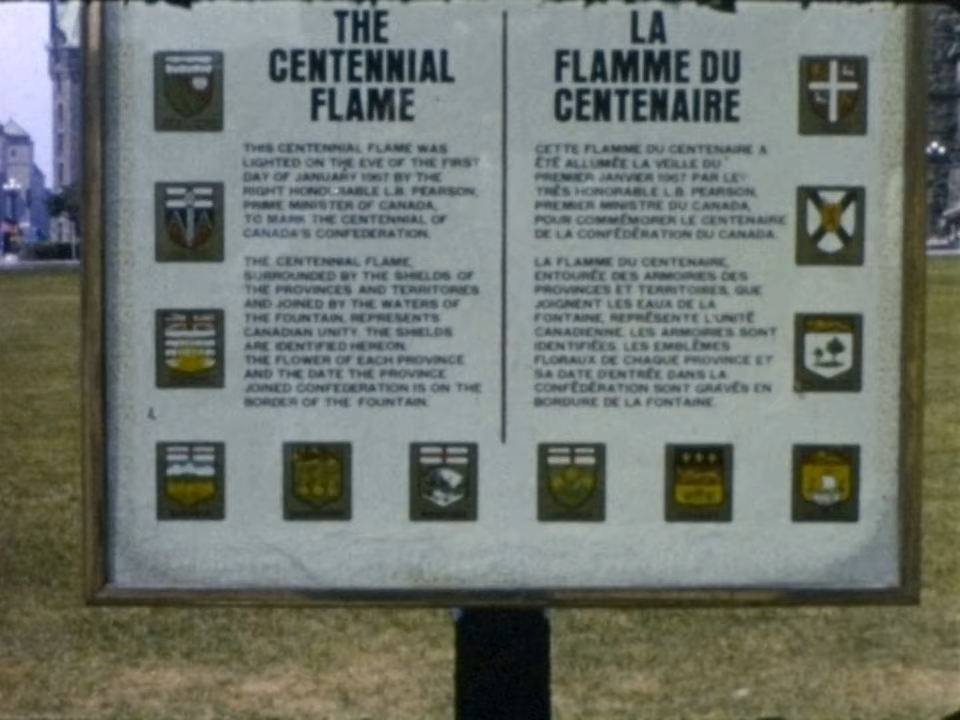 THE
CENTENNIAL
FLAME
THIS CENTENNIAL FLAME WAS
LIGHTED ON THE EVE OF THE FIRST
DAY OF JANUARY 1967 BY THE
RIGHT HONOURABLE L.B. PEARSON,
PRIME MINISTER OF CANADA,
TO MARK THE CENTENNIAL OF
CANADA'S CONFEDERATION.
THE CENTENNIAL FLAME,
SURROUNDED BY THE SHIELDS OF
THE PROVINCES AND TERRITORIES
AND JOINED BY THE WATERS OF
THE FOUNTAIN, REPRESENTS
CANADIAN UNITY. THE SHIELDS
ARE IDENTIFIED HEREON.
THE FLOWER OF EACH PROVINCE
AND THE DATE THE PROVINCE
JOINED CONFEDERATION IS ON THE
BORDER OF THE FOUNTAIN.
LA
FLAMME DU
CENTENAIRE
CETTE FLAMME DU CENTENAIRE A
ÉTÉ ALLUMÉE LA VEILLE DU
PREMIER JANVIER 1967 PAR LE
TRÈS HONORABLE L.B. PEARSON,
PREMIER MINISTRE DU CANADA,
POUR COMMÉMORER LE CENTENAIRE
DE LA CONFÉDÉRATION DU CANADA.
LA FLAMME DU CENTENAIRE,
ENTOURÉE DES ARMOIRIES DES
PROVINCES ET TERRITOIRES, QUE
JOIGNENT LES EAUX DE LA
FONTAINE, REPRÉSENTE L'UNITÉ
CANADIENNE. LES ARMOIRIES SONT
IDENTIFIÉES. LES EMBLÊMES
FLORAUX DE CHAQUE PROVINCE ET
SA DATE D'ENTRÉE DANS LA
CONFÉDÉRATION SONT GRAVÉS EN
BORDURE DE LA FONTAINE.